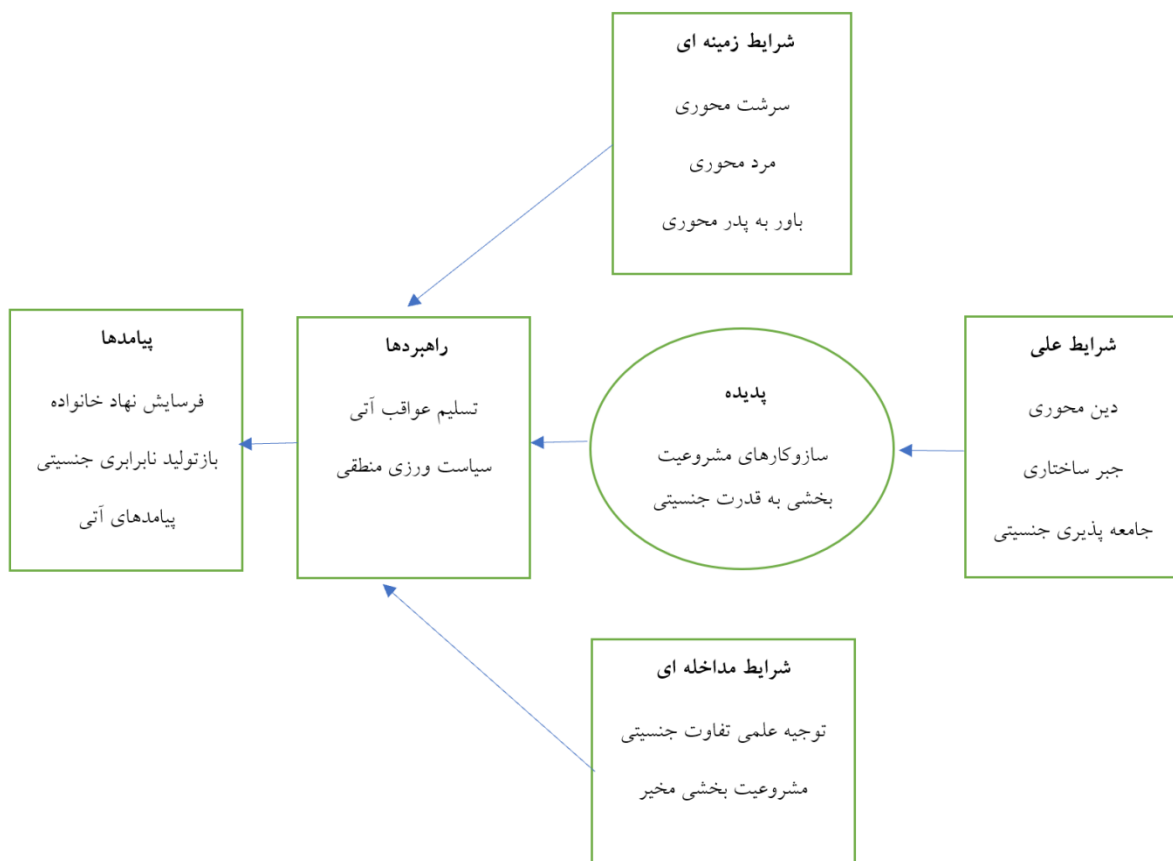 شرایط زمینه ای
سرشت محوری
مرد محوری
باور به پدر محوری
شرایط علی
دین محوری
جبر ساختاری
جامعه پذیری جنسیتی
پدیده
سازوکارهای مشروعیت
بخشی به قدرت جنسیتی
راهبردها
تسلیم عواقب آتی
سیاست ورزی منطقی
پیامدها
فرسایش نهاد خانواده
بازتولید نابرابری جنسیتی
پیامدهای آتی
شرایط مداخله ای
توجیه علمی تفاوت جنسیتی
مشروعیت بخشی مخیر